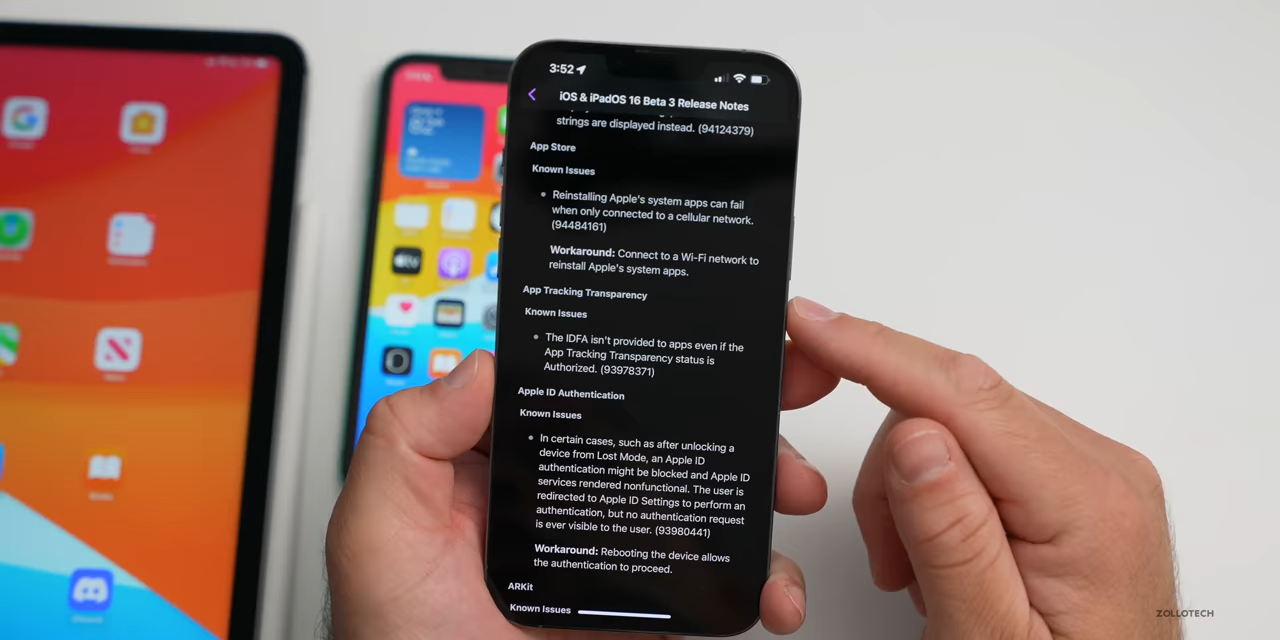 3:52
iOS & iPadOS 16 Beta 3 Release Notes
strings are displayed instead. (94124379)
App Store
Known Issues
• Reinstalling Apple's system apps can fail
when only connected to a cellular network.
(94484161)
Workaround: Connect to a Wi-Fi network to
reinstall Apple's system apps.
App Tracking Transparency
Known Issues
• The IDFA isn't provided to apps even if the
App Tracking Transparency status is
Authorized. (93978371)
Apple ID Authentication
Known Issues
• In certain cases, such as after unlocking a
device from Lost Mode, an Apple ID
authentication might be blocked and Apple ID
services rendered nonfunctional. The user is
redirected to Apple ID Settings to perform an
authentication, but no authentication request
is ever visible to the user. (93980441)
Workaround: Rebooting the device allows
the authentication to proceed.
ARKit
Known Issues
ZOLLOTECH